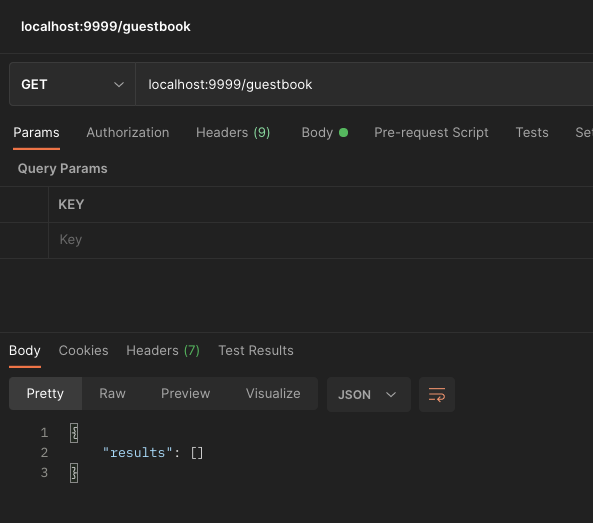 localhost:9999/guestbook
GET localhost:9999/guestbook
Params Authorization Headers (9) Body Pre-request Script Tests Set
Query Params
KEY
Key
Body Cookies Headers (7) Test Results
Pretty Raw Preview Visualize JSON
1 {
2 "results": []
3 }